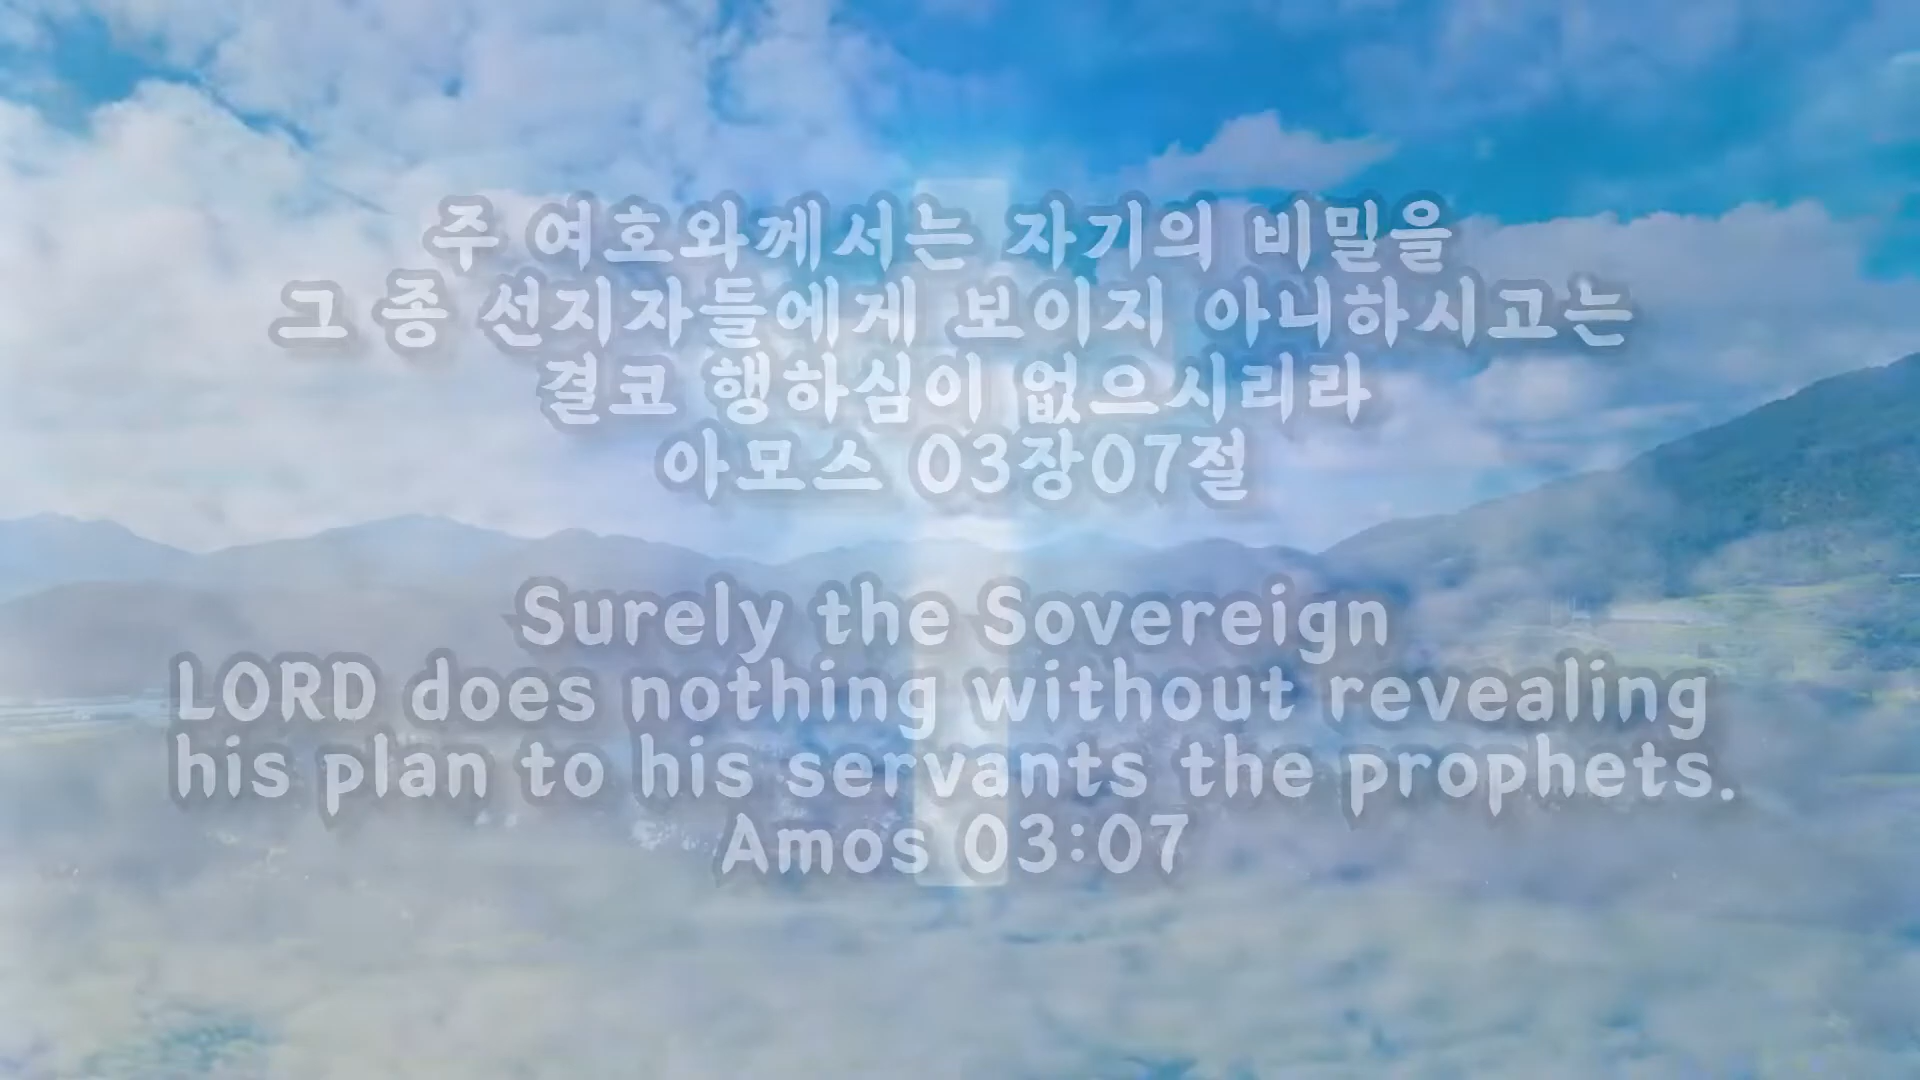 주 여호와께서는 자기의 비밀을
그 종 선지자들에게 보이지 아니하시고는
결코 행하심이 없으시리라
아모스 03장07절
Surely the Sovereign
LORD does nothing without revealing
his plan to his servants the prophets.
Amos 03:07